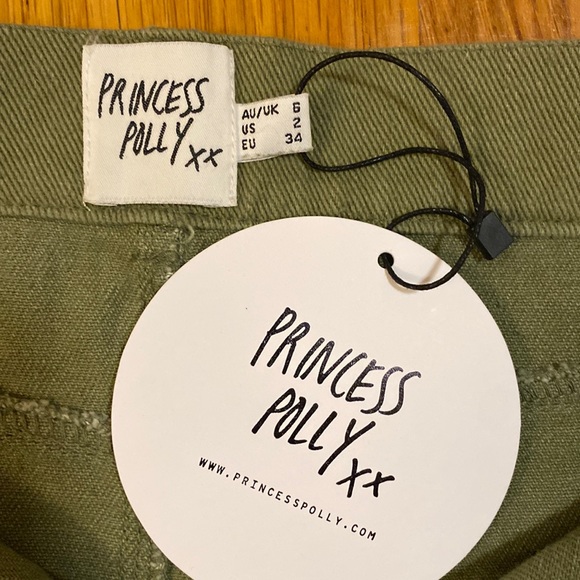 PRINCESS
POLLY xx
AU/UK 6
US 2
EU 34
PRINCESS
POLLY xx
WWW.PRINCESSPOLLY.COM